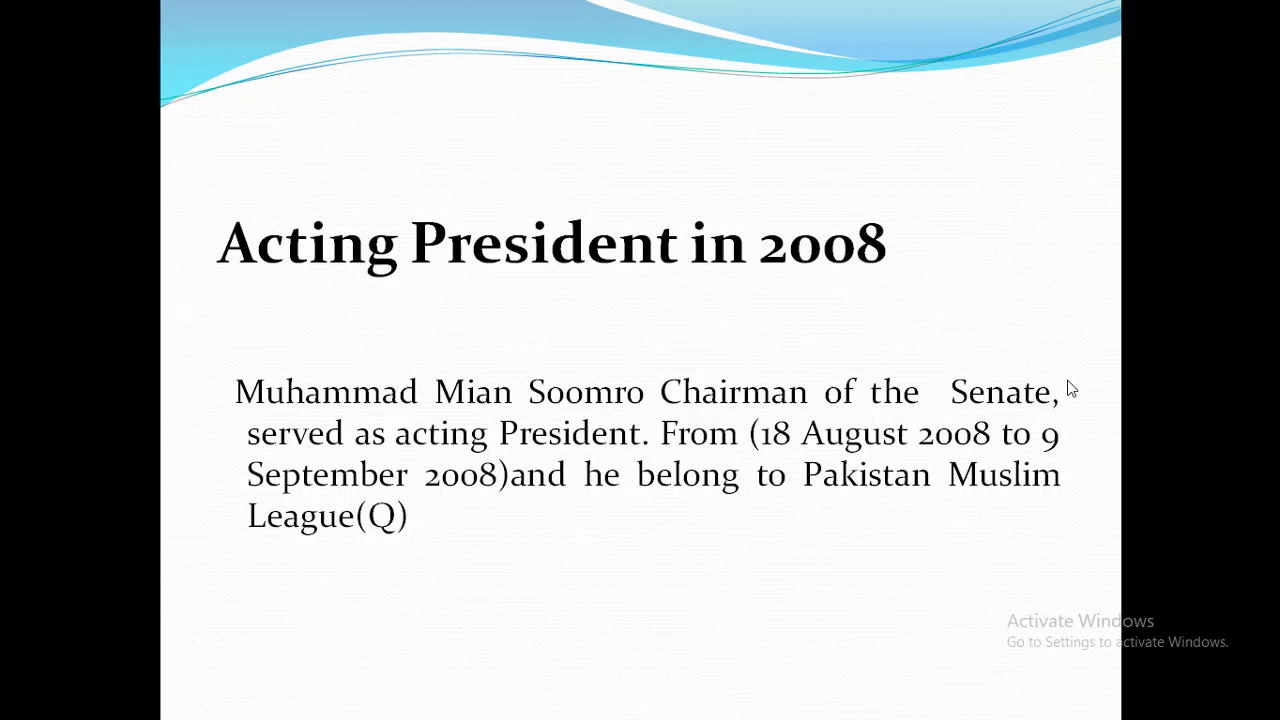 Acting President in 2008
Muhammad Mian Soomro Chairman of the Senate,
served as acting President. From (18 August 2008 to 9
September 2008)and he belong to Pakistan Muslim
League(Q)
Activate Windows
Go to Settings to activate Windows.